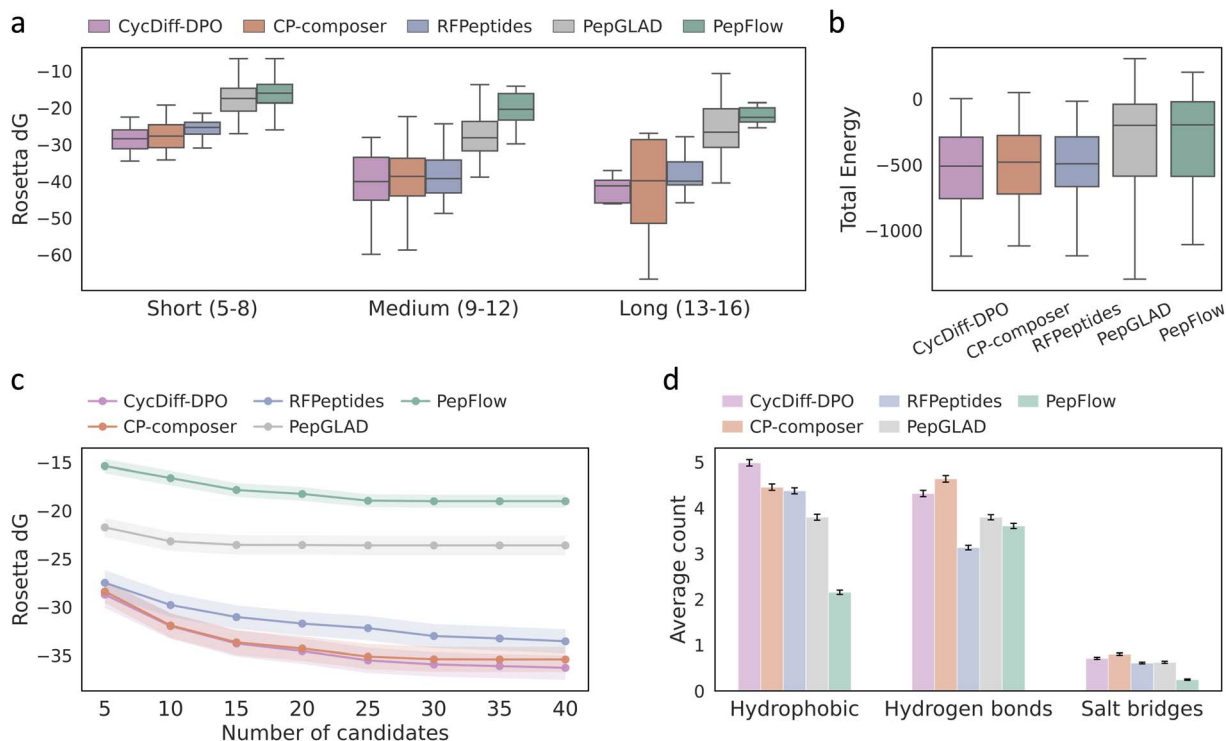 a
CycDiff-DPO CP-composer RFPeptides PepGLAD PepFlow
Rosetta dG
−10
−20
−30
−40
−50
−60
Short (5-8) Medium (9-12) Long (13-16)
b
Total Energy
0
−500
−1000
CycDiff-DPO CP-composer RFPeptides PepGLAD PepFlow
c
CycDiff-DPO RFPeptides PepFlow
CP-composer PepGLAD
Rosetta dG
−15
−20
−25
−30
−35
5 10 15 20 25 30 35 40
Number of candidates
d
CycDiff-DPO RFPeptides PepFlow
CP-composer PepGLAD
Average count
5
4
3
2
1
0
Hydrophobic Hydrogen bonds Salt bridges